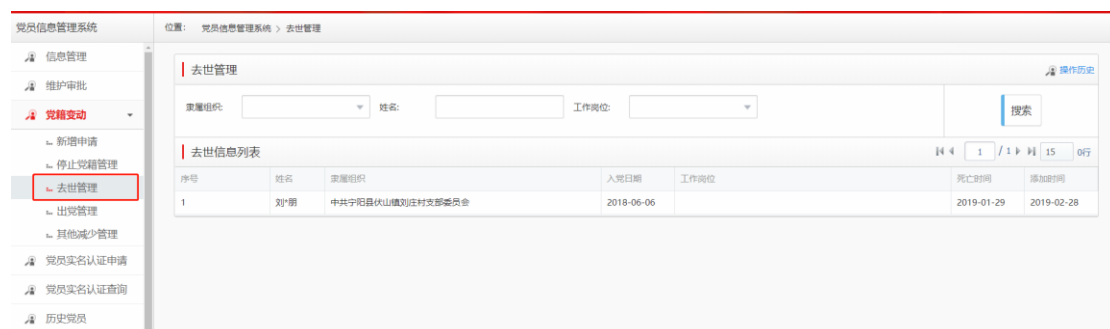 党员信息管理系统
位置： 党员信息管理系统 > 去世管理
信息管理
维护审批
党籍变动
新增申请
停止党籍管理
去世管理
出党管理
其他减少管理
党员实名认证申请
党员实名认证查询
历史党员
去世管理
操作历史
隶属组织:
姓名:
工作岗位:
搜索
去世信息列表
1 / 1 15 0行
序号 姓名 隶属组织 入党日期 工作岗位 死亡时间 添加时间
1 刘*朋 中共宁阳县伏山镇刘庄村支部委员会 2018-06-06 2019-01-29 2019-02-28